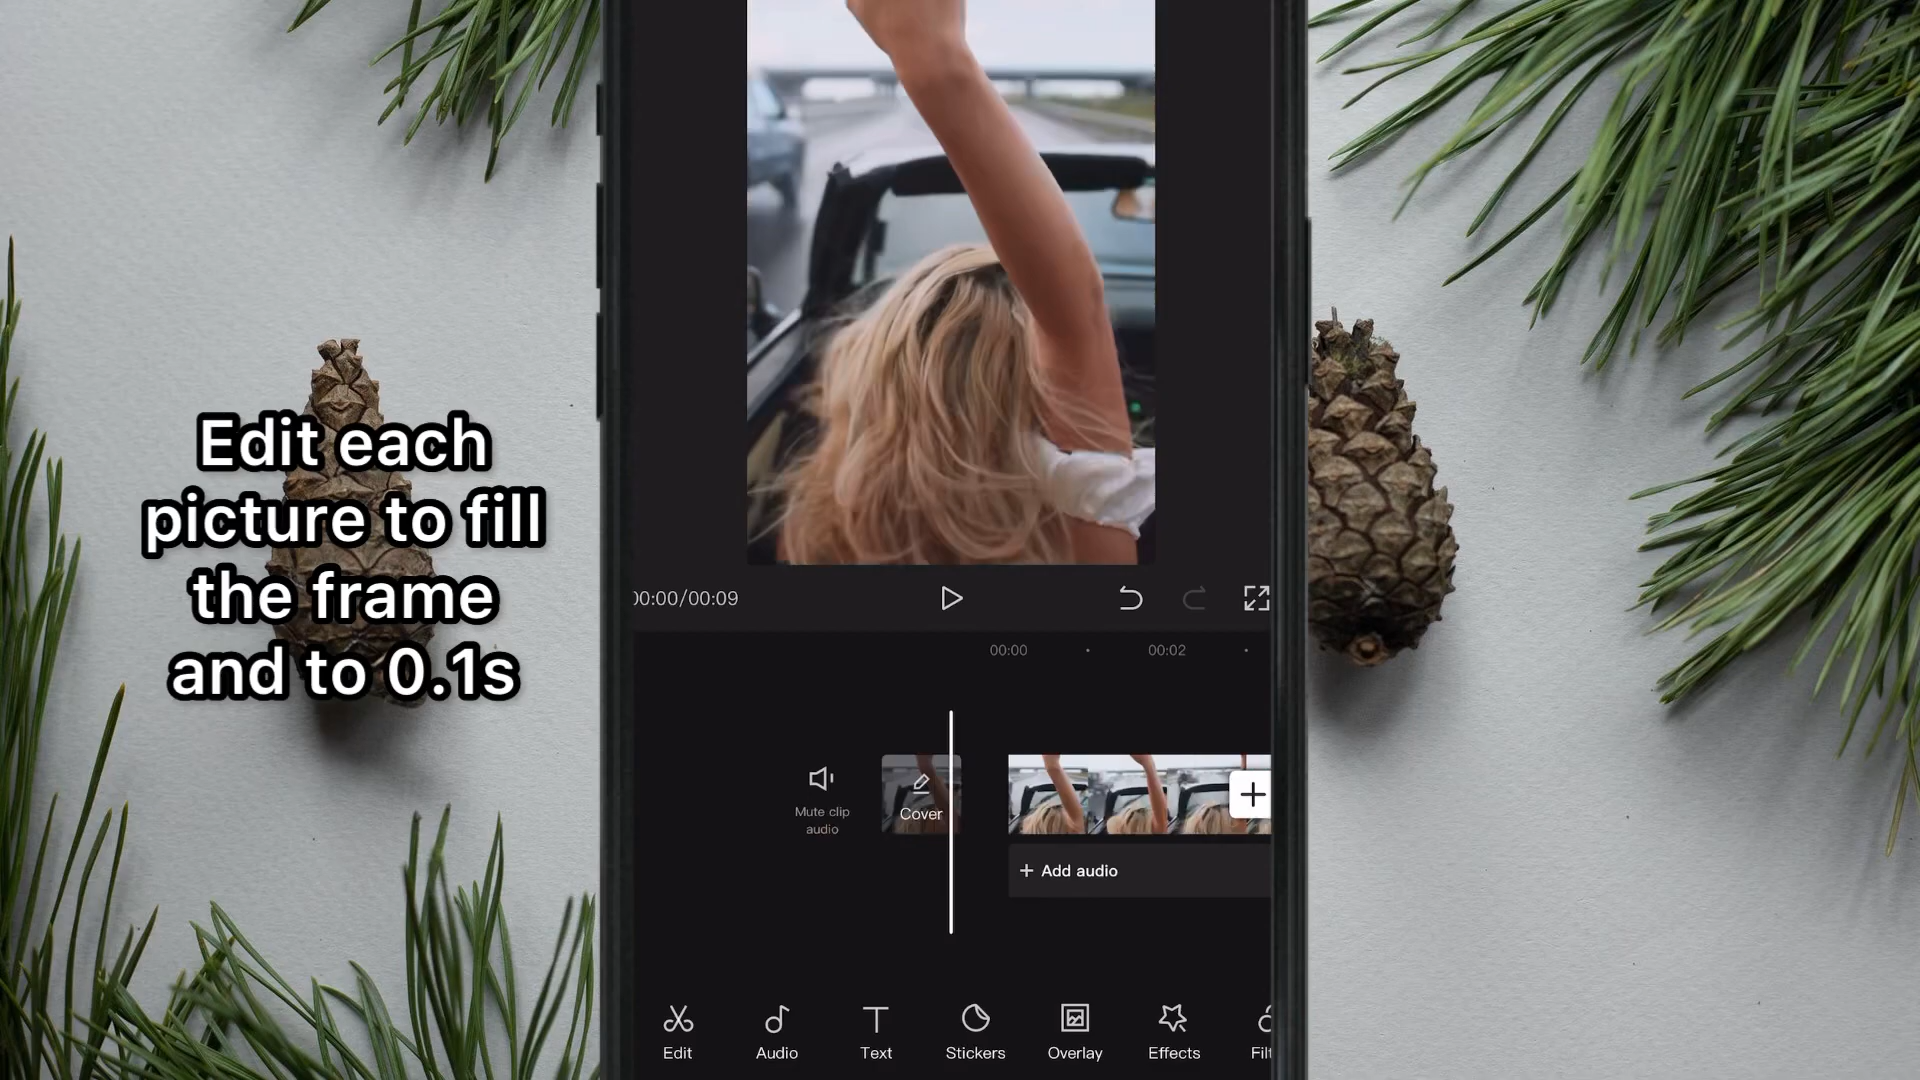 Edit each
picture to fill
the frame
and to 0.1s
00:00/00:09
00:00
00:02
Mute clip
audio
Cover
+ Add audio
Edit
Audio
Text
Stickers
Overlay
Effects
Filt